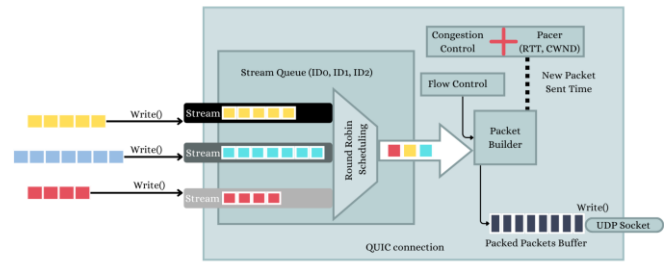 Congestion
Control
Pacer
(RTT, CWND)
Stream Queue (ID0, ID1, ID2)
Flow Control
New Packet
Sent Time
Write()
Stream
Write()
Stream
Write()
Stream
Round Robin
Scheduling
Packet
Builder
Write()
UDP Socket
Packed Packets Buffer
QUIC connection